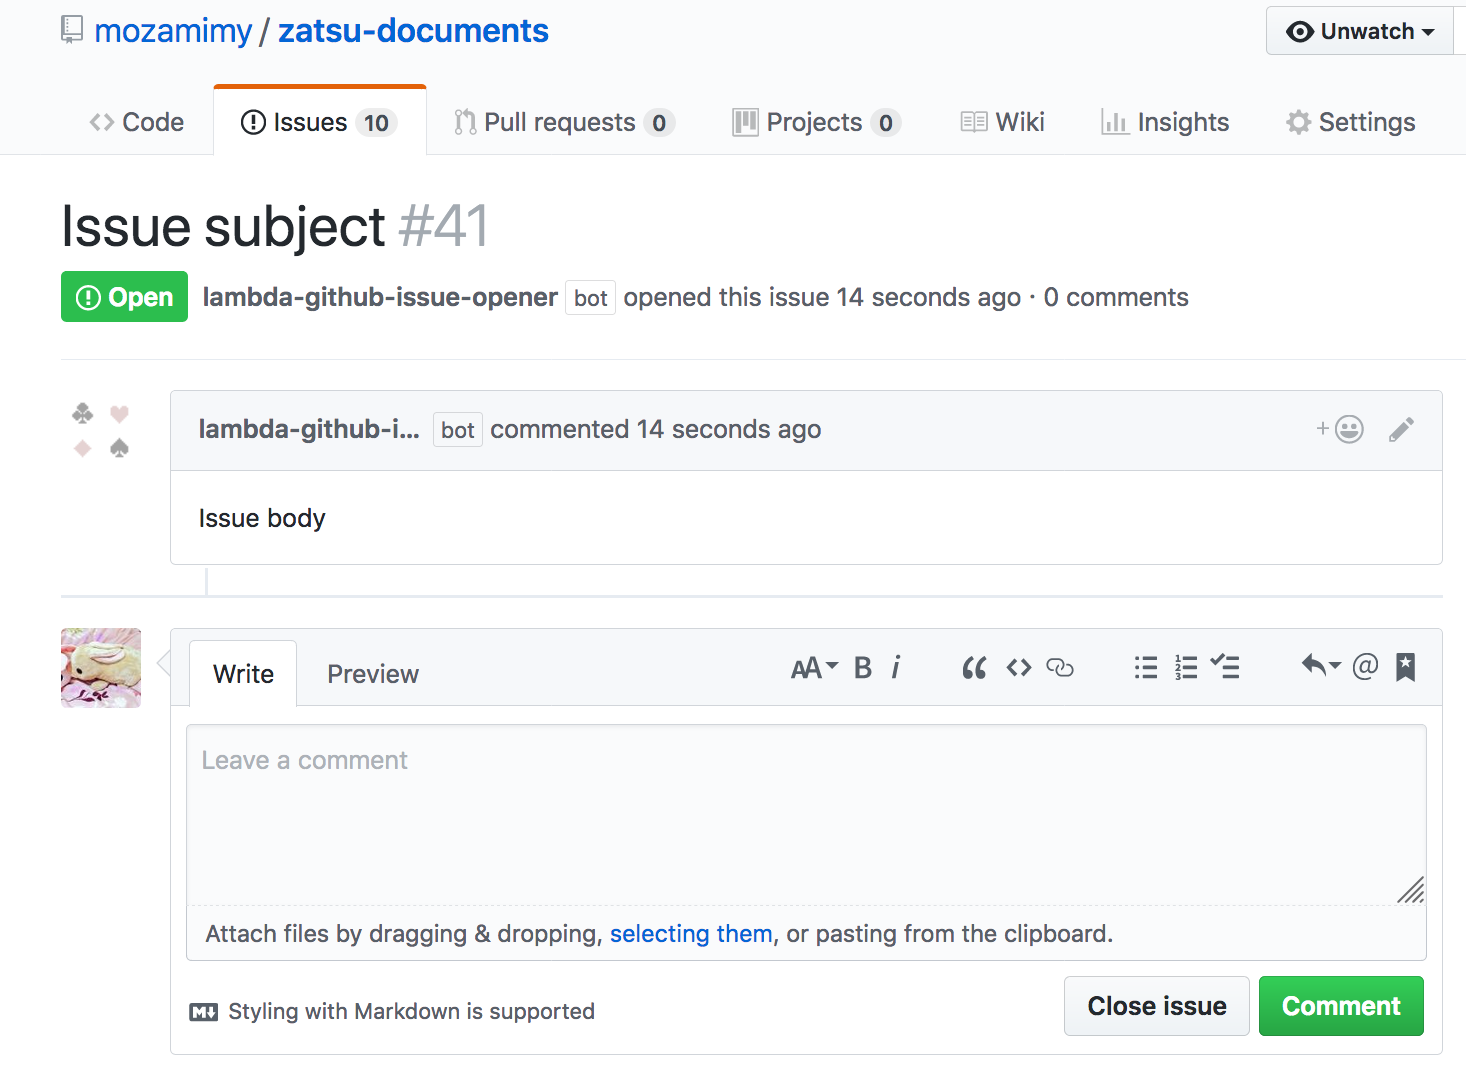 mozamimy / zatsu-documents
Unwatch
Code
Issues 10
Pull requests 0
Projects 0
Wiki
Insights
Settings
Issue subject #41
Open
lambda-github-issue-opener bot opened this issue 14 seconds ago · 0 comments
lambda-github-i... bot commented 14 seconds ago
Issue body
Write
Preview
Leave a comment
Attach files by dragging & dropping, selecting them, or pasting from the clipboard.
Styling with Markdown is supported
Close issue
Comment